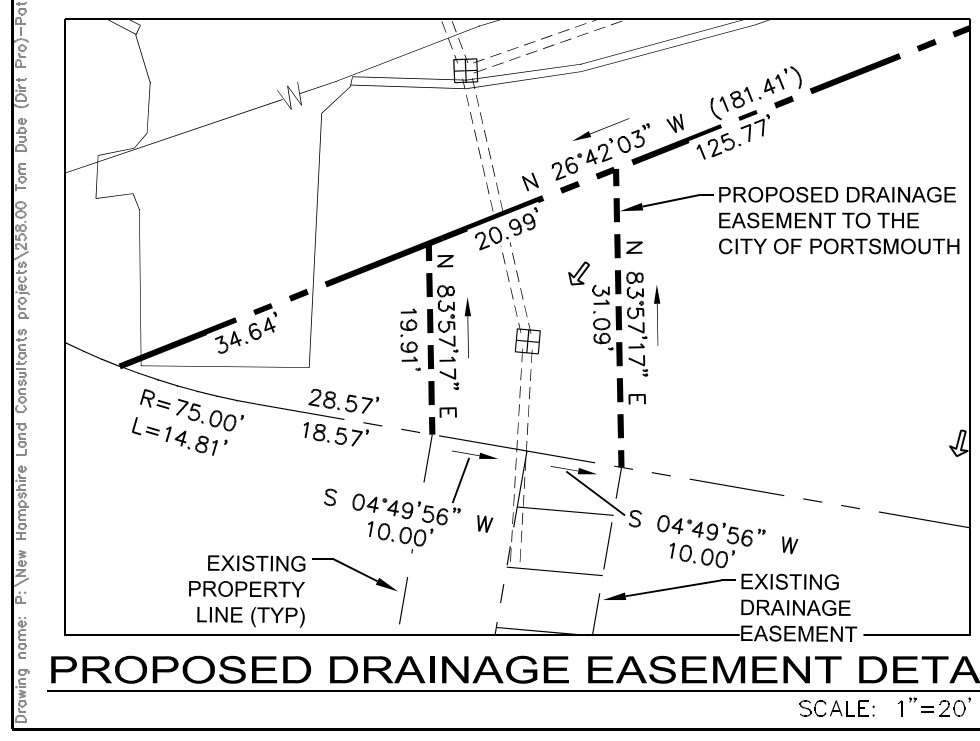 Drawing name: P:\New Hampshire Land Consultants projects\258.00 Tom Dube (Dirt Pro)-Pat
N 26°42'03" W (181.41')
125.77'
20.99'
34.64'
PROPOSED DRAINAGE
EASEMENT TO THE
CITY OF PORTSMOUTH
N 83°57'17" E
19.91'
N 83°57'17" E
31.09'
R=75.00'
L=14.81'
28.57'
18.57'
S 04°49'56" W
10.00'
S 04°49'56" W
10.00'
EXISTING
PROPERTY
LINE (TYP)
EXISTING
DRAINAGE
EASEMENT
PROPOSED DRAINAGE EASEMENT DETA
SCALE: 1"=20'